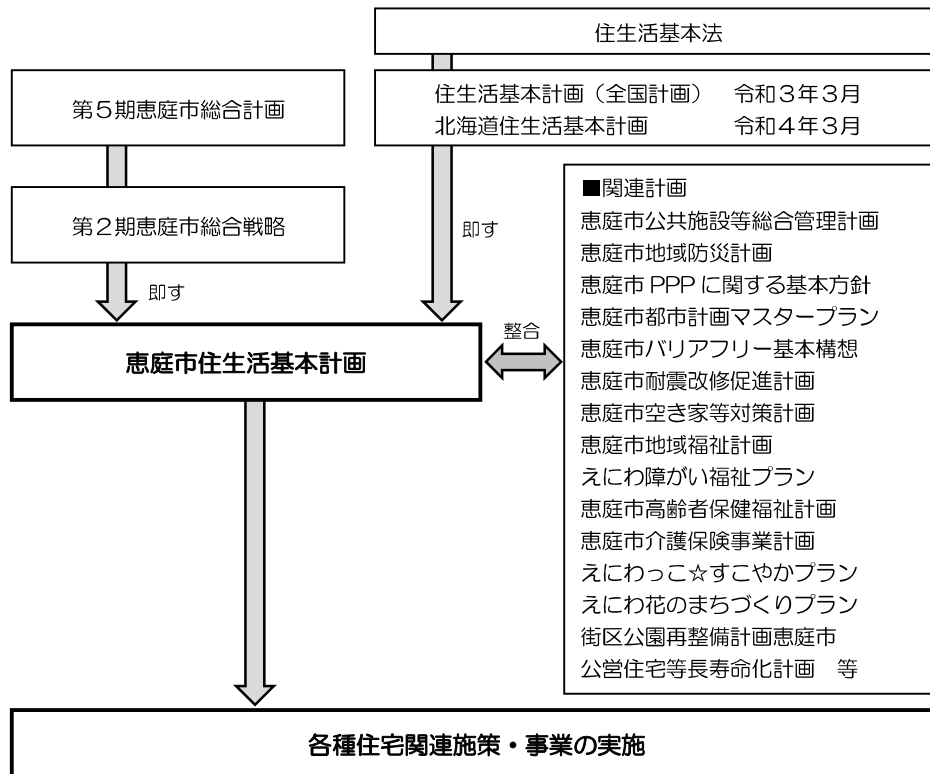 住生活基本法
第5期恵庭市総合計画
住生活基本計画（全国計画）　令和3年3月
北海道住生活基本計画　令和4年3月
第2期恵庭市総合戦略
即す
即す
恵庭市住生活基本計画
整合
■関連計画
恵庭市公共施設等総合管理計画
恵庭市地域防災計画
恵庭市 PPP に関する基本方針
恵庭市都市計画マスタープラン
恵庭市バリアフリー基本構想
恵庭市耐震改修促進計画
恵庭市空き家等対策計画
恵庭市地域福祉計画
えにわ障がい福祉プラン
恵庭市高齢者保健福祉計画
恵庭市介護保険事業計画
えにわっこ☆すこやかプラン
えにわ花のまちづくりプラン
街区公園再整備計画恵庭市
公営住宅等長寿命化計画　等
各種住宅関連施策・事業の実施